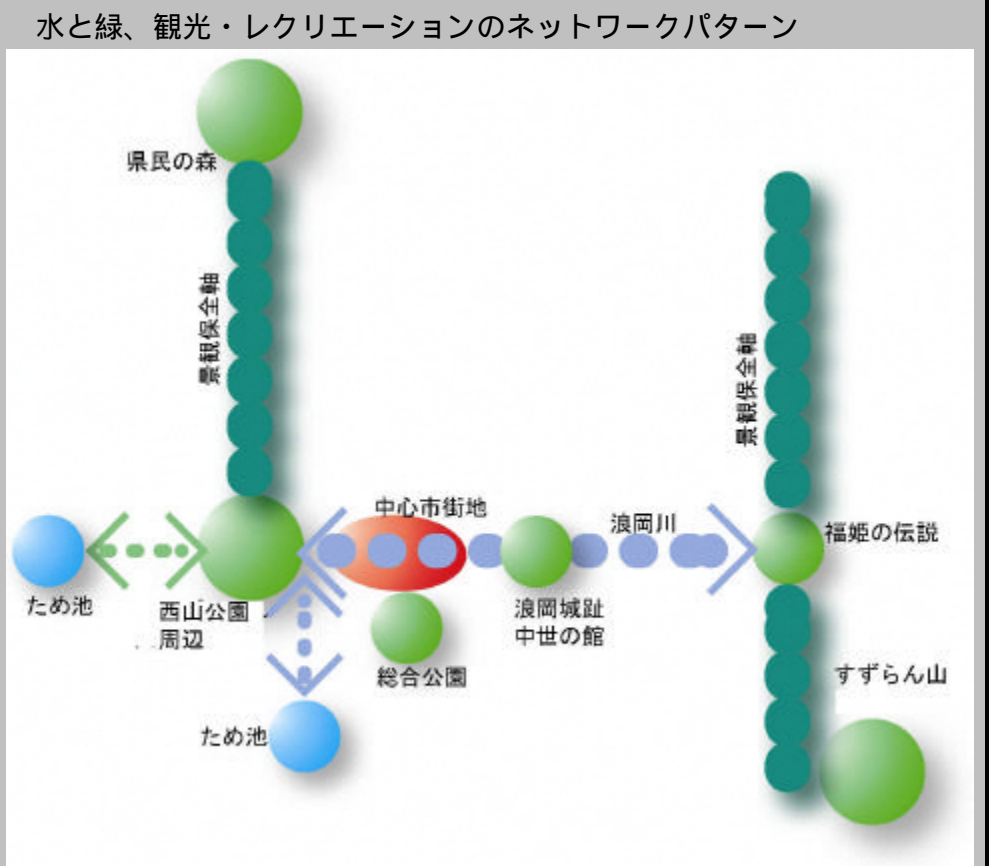 水と緑、観光・レクリエーションのネットワークパターン
県民の森
景観保全軸
景観保全軸
中心市街地
浪岡川
福姫の伝説
ため池
西山公園
周辺
浪岡城趾
中世の館
総合公園
すずらん山
ため池